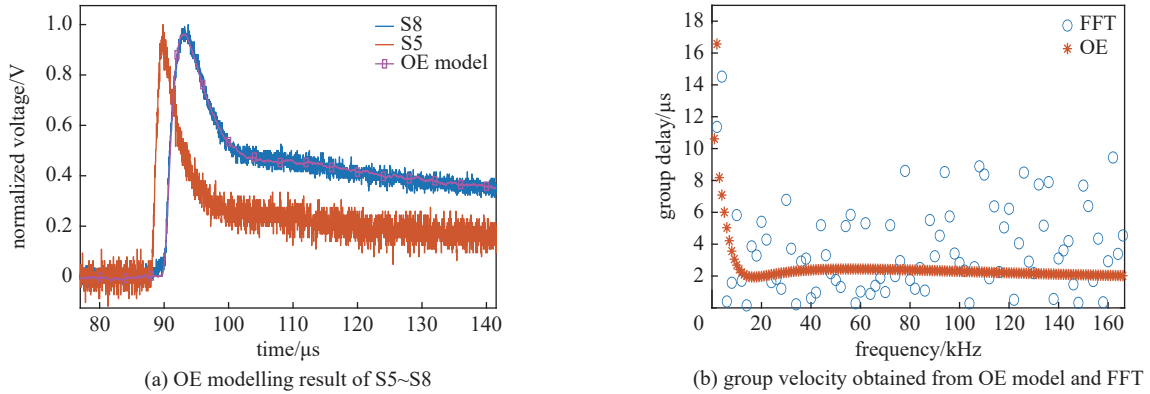 1.0
0.8
0.6
0.4
0.2
0
normalized voltage/V
S8
S5
OE model
80 90 100 110 120 130 140
time/μs
(a) OE modelling result of S5~S8
18
16
14
12
10
8
6
4
2
group delay/μs
FFT
OE
0 20 40 60 80 100 120 140 160
frequency/kHz
(b) group velocity obtained from OE model and FFT